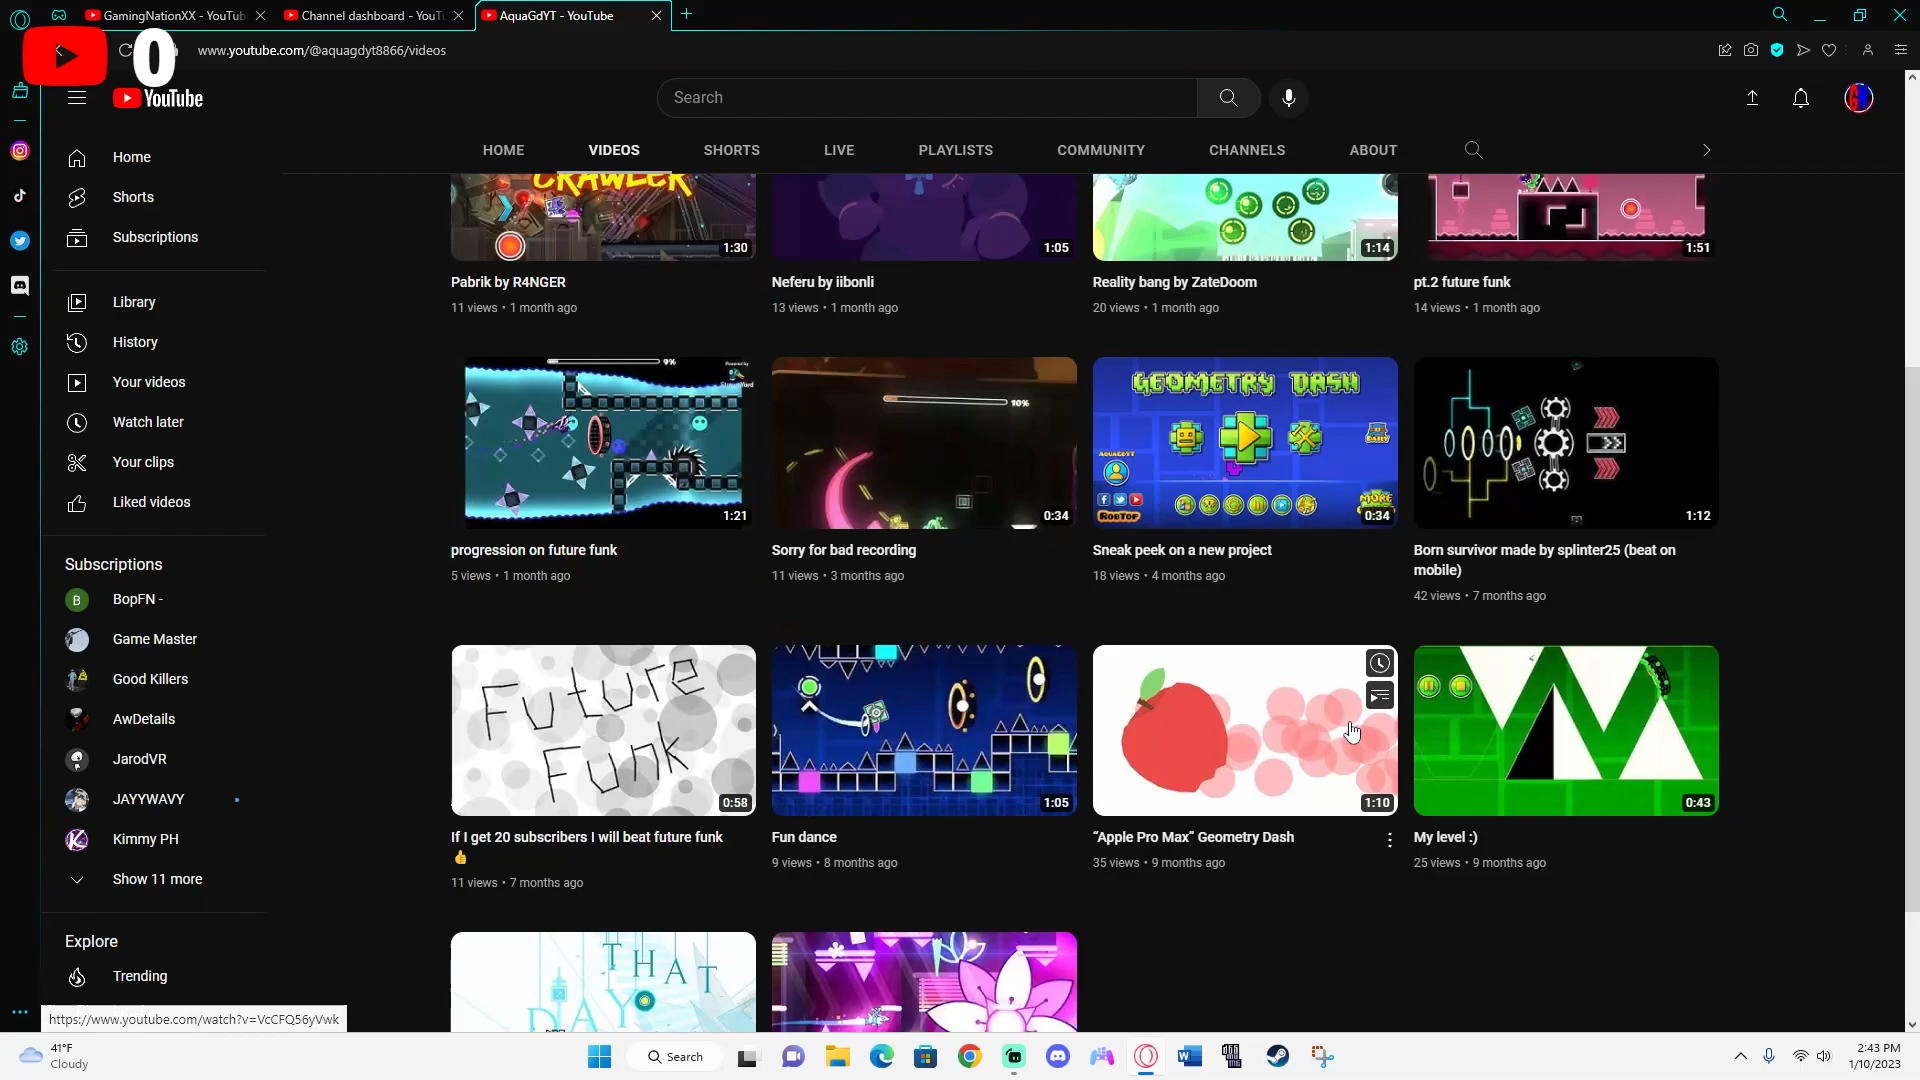 GamingNationXX - YouTub
Channel dashboard - YouT
AquaGdYT - YouTube
0
www.youtube.com/@aquagdyt8866/videos
YouTube
Search
HOME
VIDEOS
SHORTS
LIVE
PLAYLISTS
COMMUNITY
CHANNELS
ABOUT
Home
Shorts
Subscriptions
Library
History
Your videos
Watch later
Your clips
Liked videos
Subscriptions
B
BopFN -
Game Master
Good Killers
AwDetails
JarodVR
JAYYWAVY
Kimmy PH
Show 11 more
Explore
Trending
https://www.youtube.com/watch?v=VcCFQ56yVwk
CRAWLER
1:30
1:05
1:14
1:51
Pabrik by R4NGER
11 views • 1 month ago
Neferu by iibonli
13 views • 1 month ago
Reality bang by ZateDoom
20 views • 1 month ago
pt.2 future funk
14 views • 1 month ago
9%
1:21
10%
0:34
GEOMETRY DASH
AQUAGDYT
ROBTOP
MORE
0:34
1:12
progression on future funk
5 views • 1 month ago
Sorry for bad recording
11 views • 3 months ago
Sneak peek on a new project
18 views • 4 months ago
Born survivor made by splinter25 (beat on
mobile)
42 views • 7 months ago
Future
Funk
0:58
1:05
1:10
0:43
If I get 20 subscribers I will beat future funk
👍
11 views • 7 months ago
Fun dance
9 views • 8 months ago
“Apple Pro Max” Geometry Dash
35 views • 9 months ago
My level :)
25 views • 9 months ago
THAT
DAY
41°F
Cloudy
Search
2:43 PM
1/10/2023